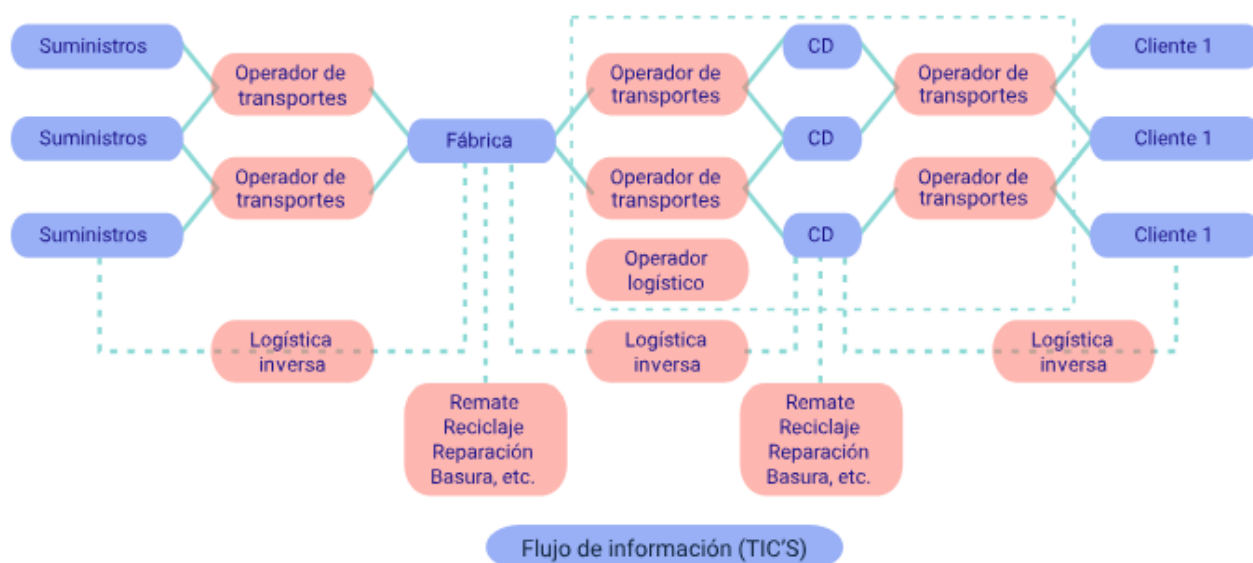 Suministros
Operador de
transportes
Suministros
Operador de
transportes
Suministros
Fábrica
Operador de
transportes
CD
Operador de
transportes
Cliente 1
CD
Cliente 1
Operador de
transportes
CD
Operador de
transportes
Cliente 1
Operador
logístico
Logística
inversa
Logística
inversa
Logística
inversa
Remate
Reciclaje
Reparación
Basura, etc.
Remate
Reciclaje
Reparación
Basura, etc.
Flujo de información (TIC'S)